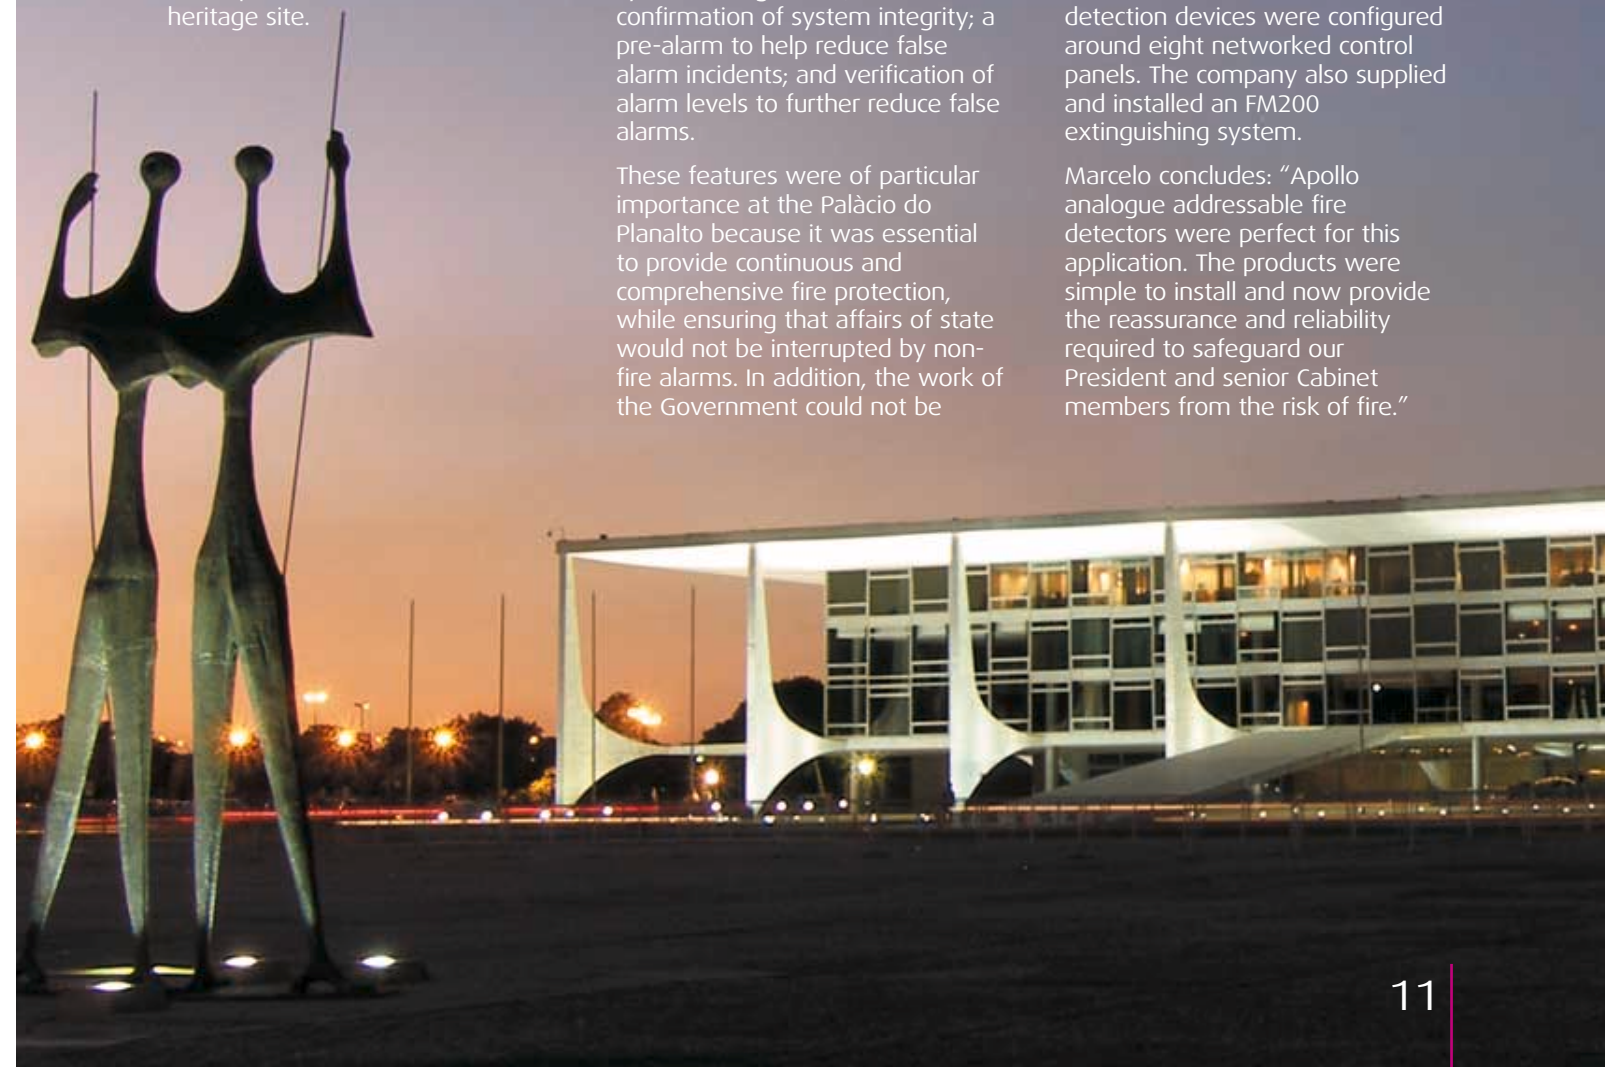 heritage site.
confirmation of system integrity; a
pre-alarm to help reduce false
alarm incidents; and verification of
alarm levels to further reduce false
alarms.
These features were of particular
importance at the Palàcio do
Planalto because it was essential
to provide continuous and
comprehensive fire protection,
while ensuring that affairs of state
would not be interrupted by non-
fire alarms. In addition, the work of
the Government could not be
detection devices were configured
around eight networked control
panels. The company also supplied
and installed an FM200
extinguishing system.
Marcelo concludes: “Apollo
analogue addressable fire
detectors were perfect for this
application. The products were
simple to install and now provide
the reassurance and reliability
required to safeguard our
President and senior Cabinet
members from the risk of fire.”
11